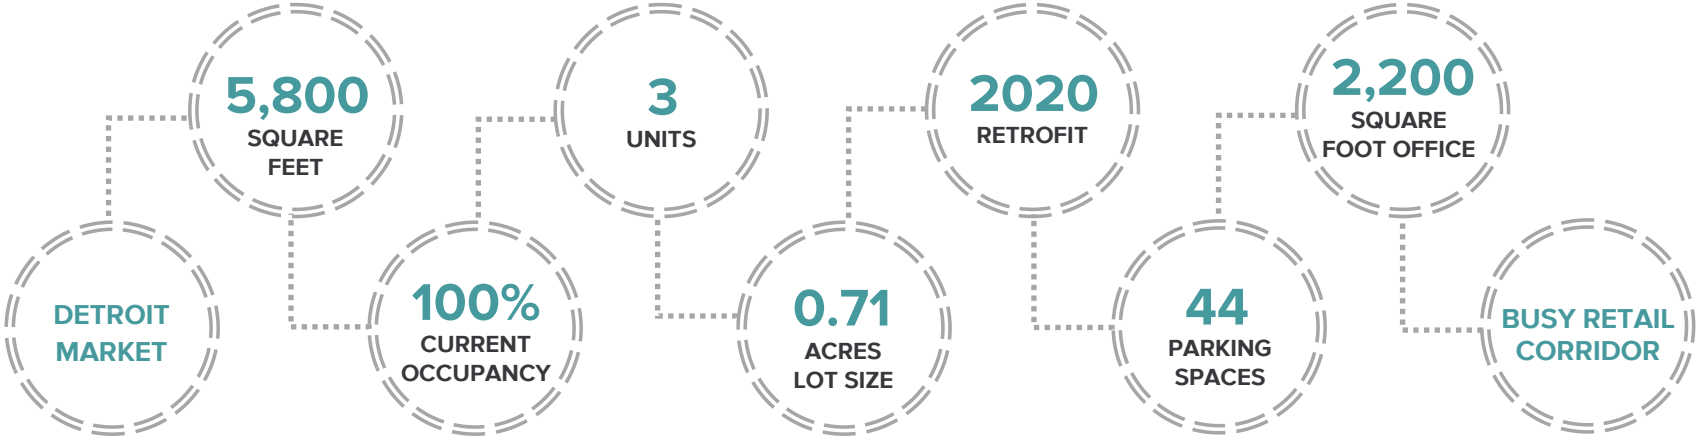 DETROIT
MARKET
5,800
SQUARE
FEET
100%
CURRENT
OCCUPANCY
3
UNITS
0.71
ACRES
LOT SIZE
2020
RETROFIT
44
PARKING
SPACES
2,200
SQUARE
FOOT OFFICE
BUSY RETAIL
CORRIDOR